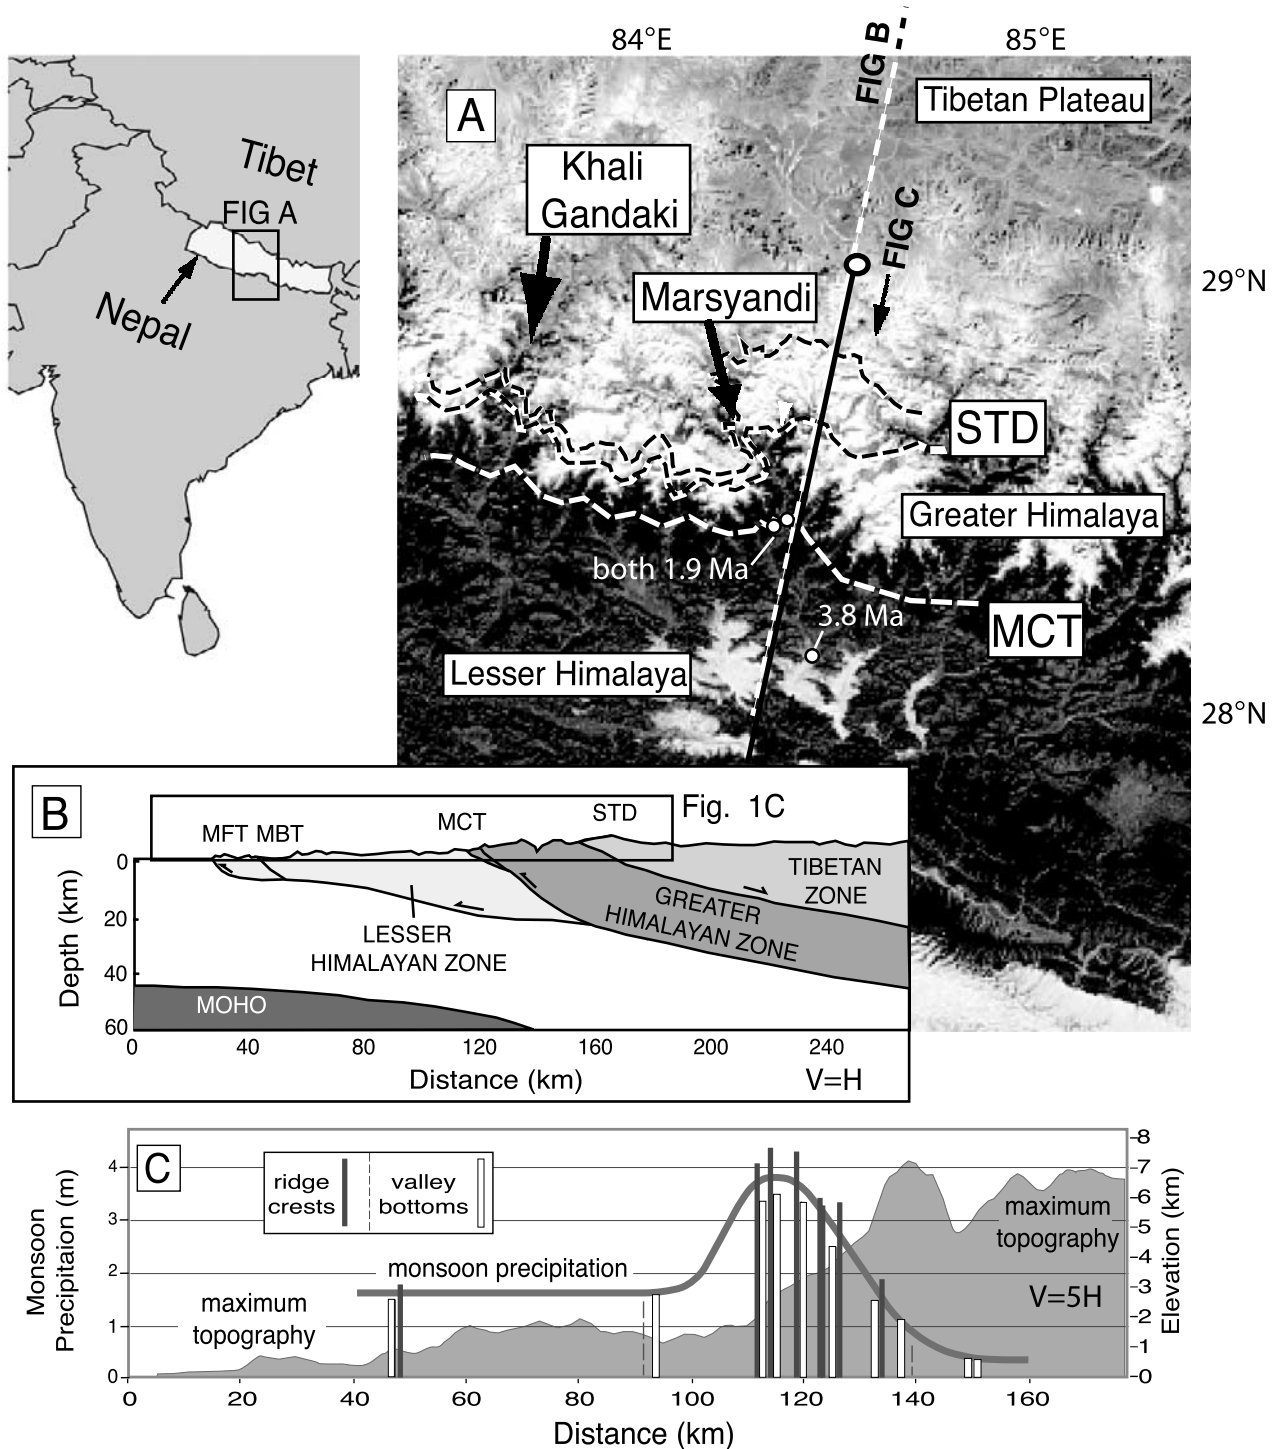 84°E
85°E
FIG B
A
Tibetan Plateau
Khali
Gandaki
Tibet
FIG A
FIG C
29°N
Marsyandi
Nepal
STD
Greater Himalaya
both 1.9 Ma
3.8 Ma
MCT
Lesser Himalaya
28°N
B
Fig. 1C
MFT MBT
MCT
STD
0
20
40
60
Depth (km)
TIBETAN
ZONE
GREATER
HIMALAYAN ZONE
LESSER
HIMALAYAN ZONE
MOHO
0 40 80 120 160 200 240
Distance (km)
V=H
C
4
3
2
1
0
Monsoon
Precipitaion (m)
ridge
crests
valley
bottoms
monsoon precipitation
maximum
topography
maximum
topography
V=5H
8
7
6
5
4
3
2
1
0
Elevation (km)
0 20 40 60 80 100 120 140 160
Distance (km)